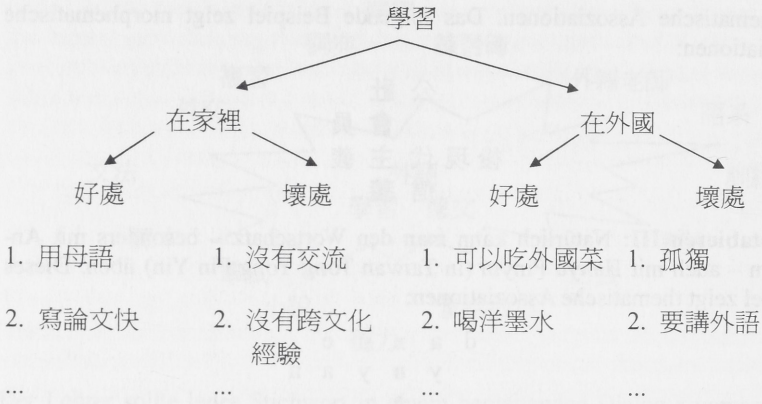 學習
在家裡 在外國
好處 壞處 好處 壞處
1. 用母語 1. 沒有交流 1. 可以吃外國菜 1. 孤獨
2. 寫論文快 2. 沒有跨文化 2. 喝洋墨水 2. 要講外語
經驗
... ... ... ...